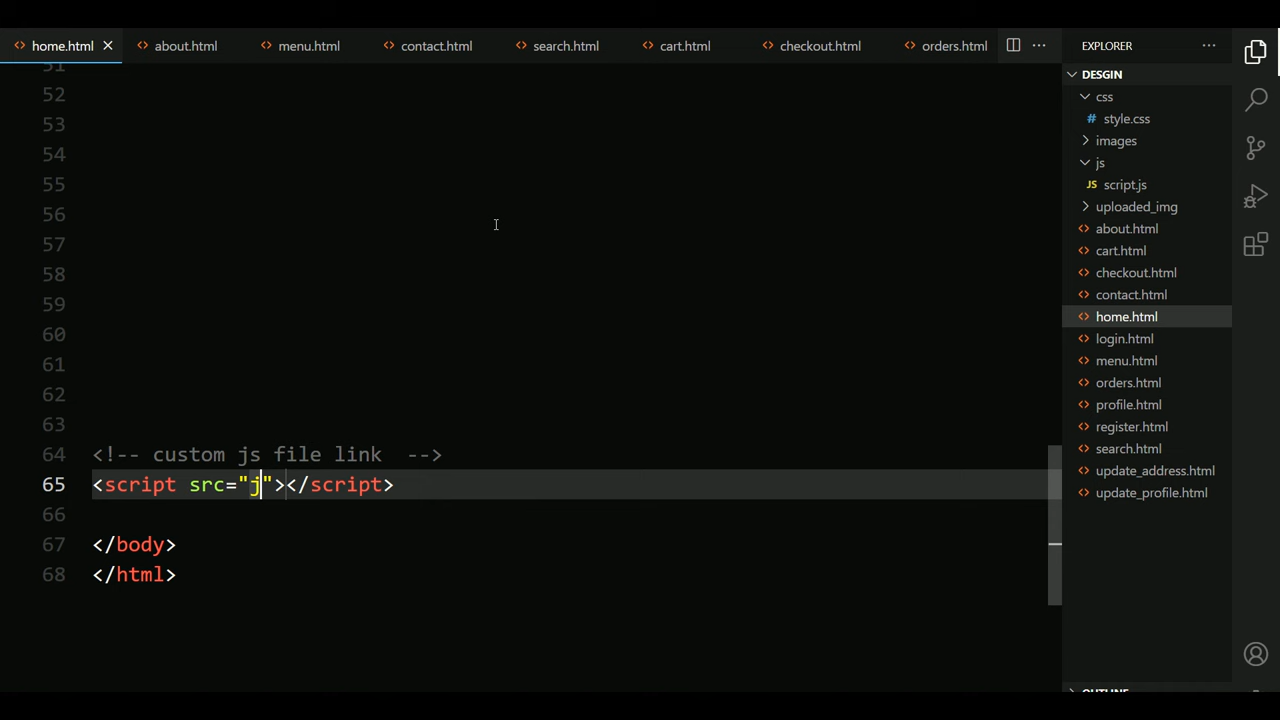 home.html
about.html
menu.html
contact.html
search.html
cart.html
checkout.html
orders.html
EXPLORER
DESGIN
css
# style.css
images
js
JS script.js
uploaded_img
about.html
cart.html
checkout.html
contact.html
home.html
login.html
menu.html
orders.html
profile.html
register.html
search.html
update_address.html
update_profile.html
OUTLINE
51
52
53
54
55
56
57
58
59
60
61
62
63
64 <!-- custom js file link  -->
65 <script src="j"></script>
66
67 </body>
68 </html>